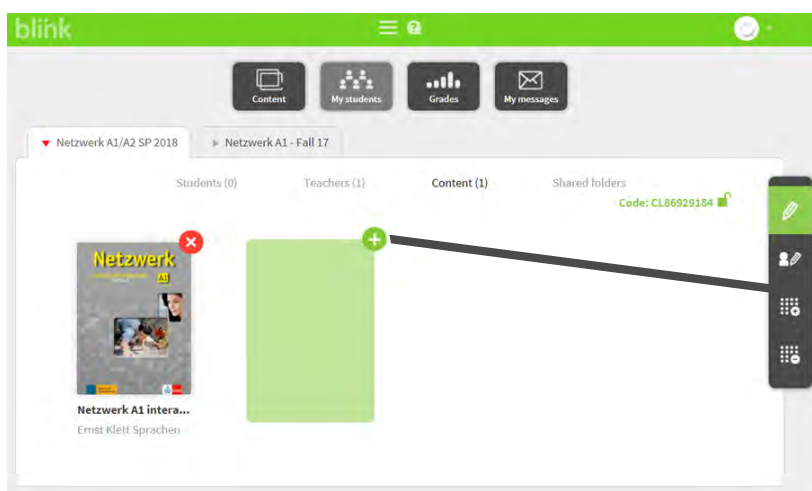 blink
Content
My students
Grades
My messages
Netzwerk A1/A2 SP 2018
Netzwerk A1 - Fall 17
Students (0)
Teachers (1)
Content (1)
Shared folders
Code: CL86929184
Netzwerk
A1
Netzwerk A1 intera...
Ernst Klett Sprachen